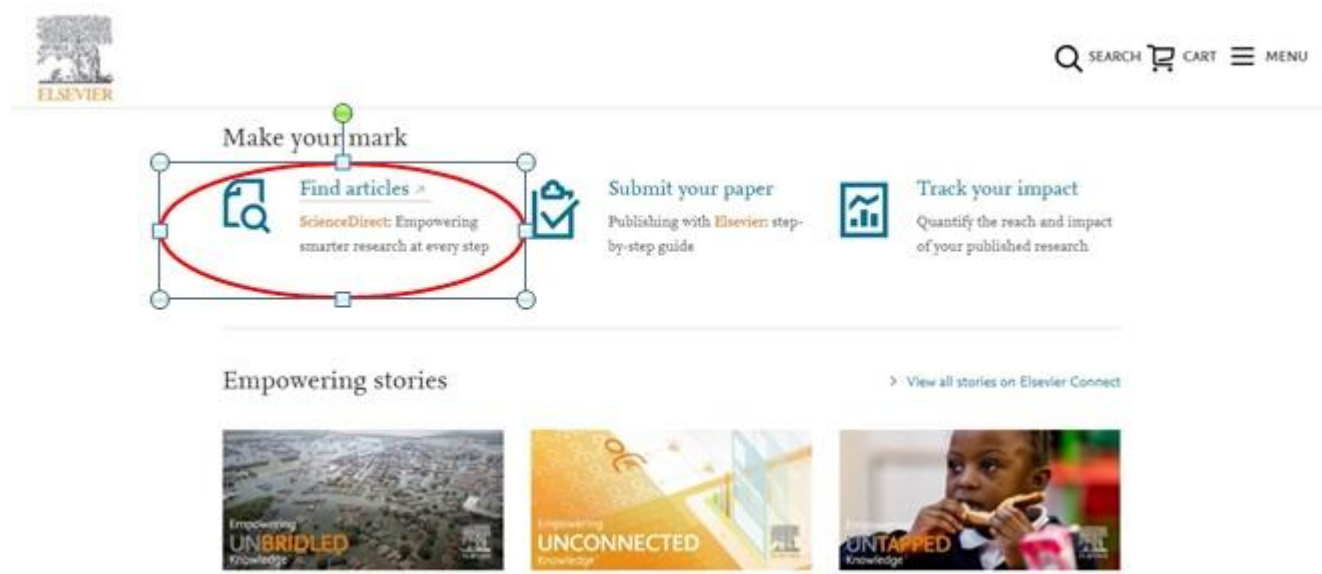 ELSEVIER
SEARCH CART MENU
Make your mark
Find articles
ScienceDirect: Empowering
smarter research at every step
Submit your paper
Publishing with Elsevier: step-
by-step guide
Track your impact
Quantify the reach and impact
of your published research
Empowering stories
> View all stories on Elsevier Connect
Empowering
UNBRIDLED
Knowledge
Empowering
UNCONNECTED
Knowledge
Empowering
UNTAPPED
Knowledge